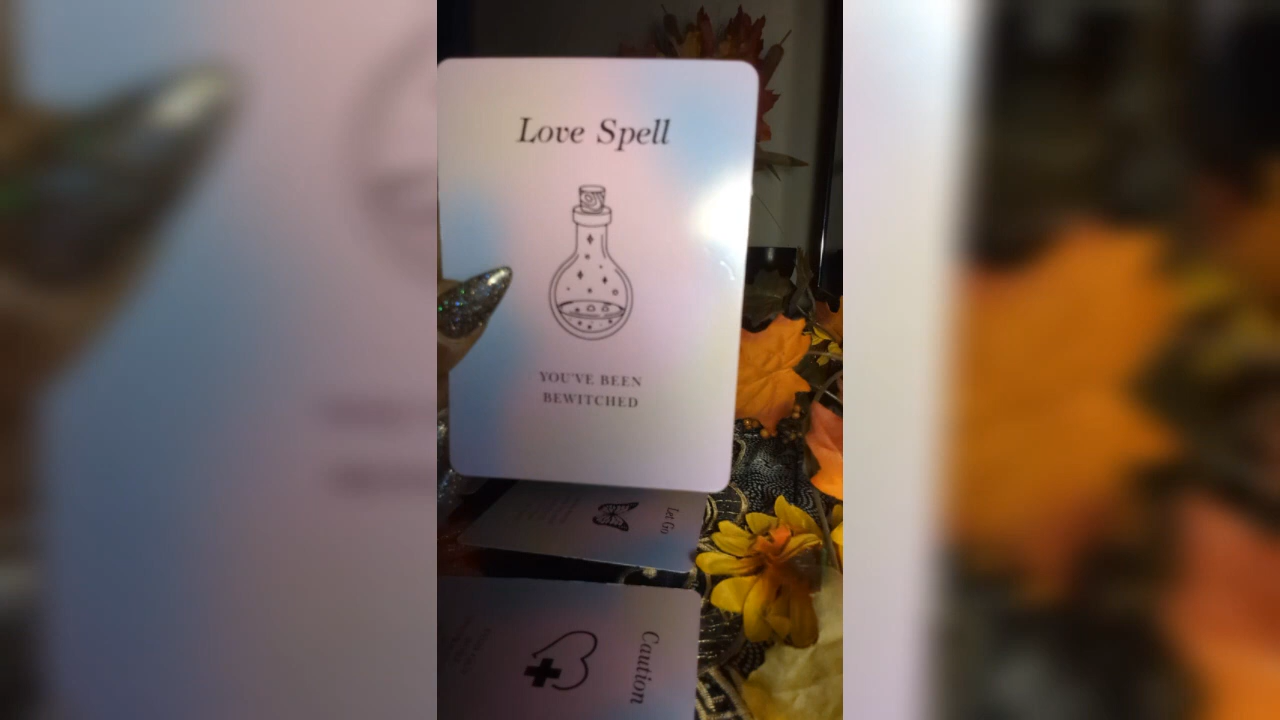 Love Spell
YOU'VE BEEN
BEWITCHED
Let Go
Caution